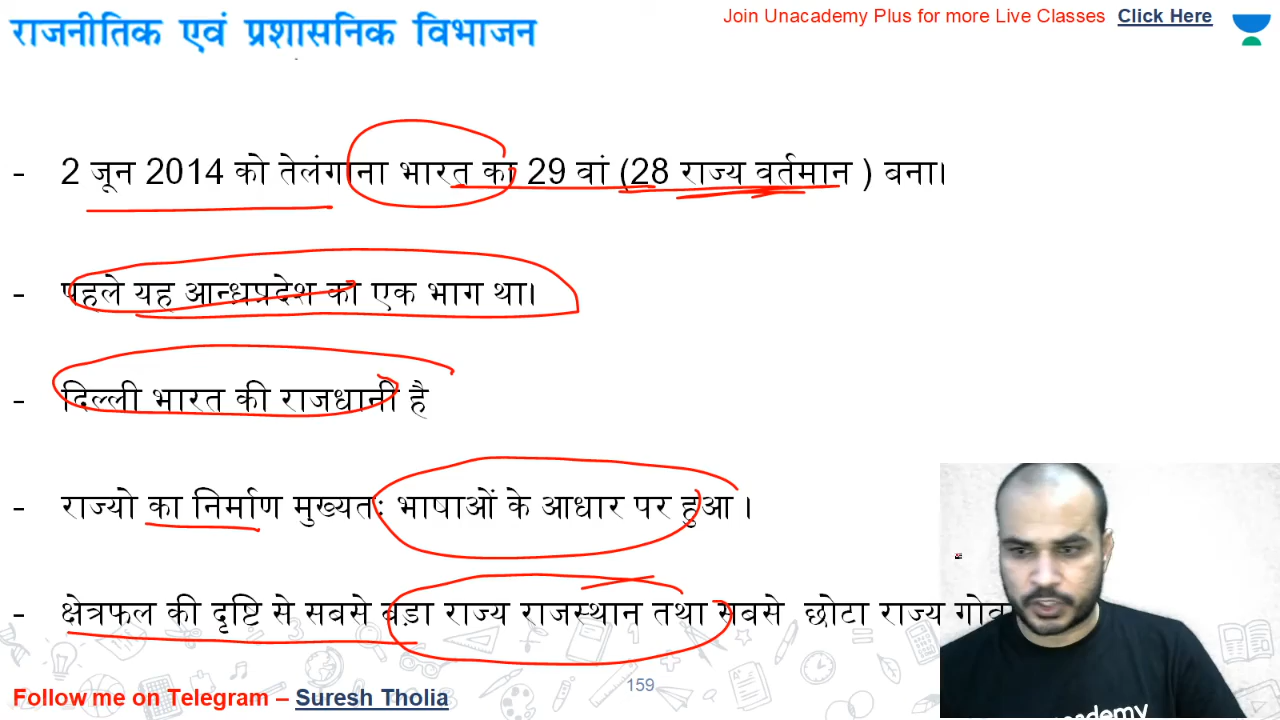 राजनीतिक एवं प्रशासनिक विभाजन
Join Unacademy Plus for more Live Classes Click Here
- 2 जून 2014 को तेलंगाना भारत का 29 वां (28 राज्य वर्तमान ) बना।
- पहले यह आन्ध्रप्रदेश का एक भाग था।
- दिल्ली भारत की राजधानी है
- राज्यो का निर्माण मुख्यतः भाषाओं के आधार पर हुआ ।
- क्षेत्रफल की दृष्टि से सबसे बड़ा राज्य राजस्थान तथा सबसे छोटा राज्य
159
Follow me on Telegram – Suresh Tholia